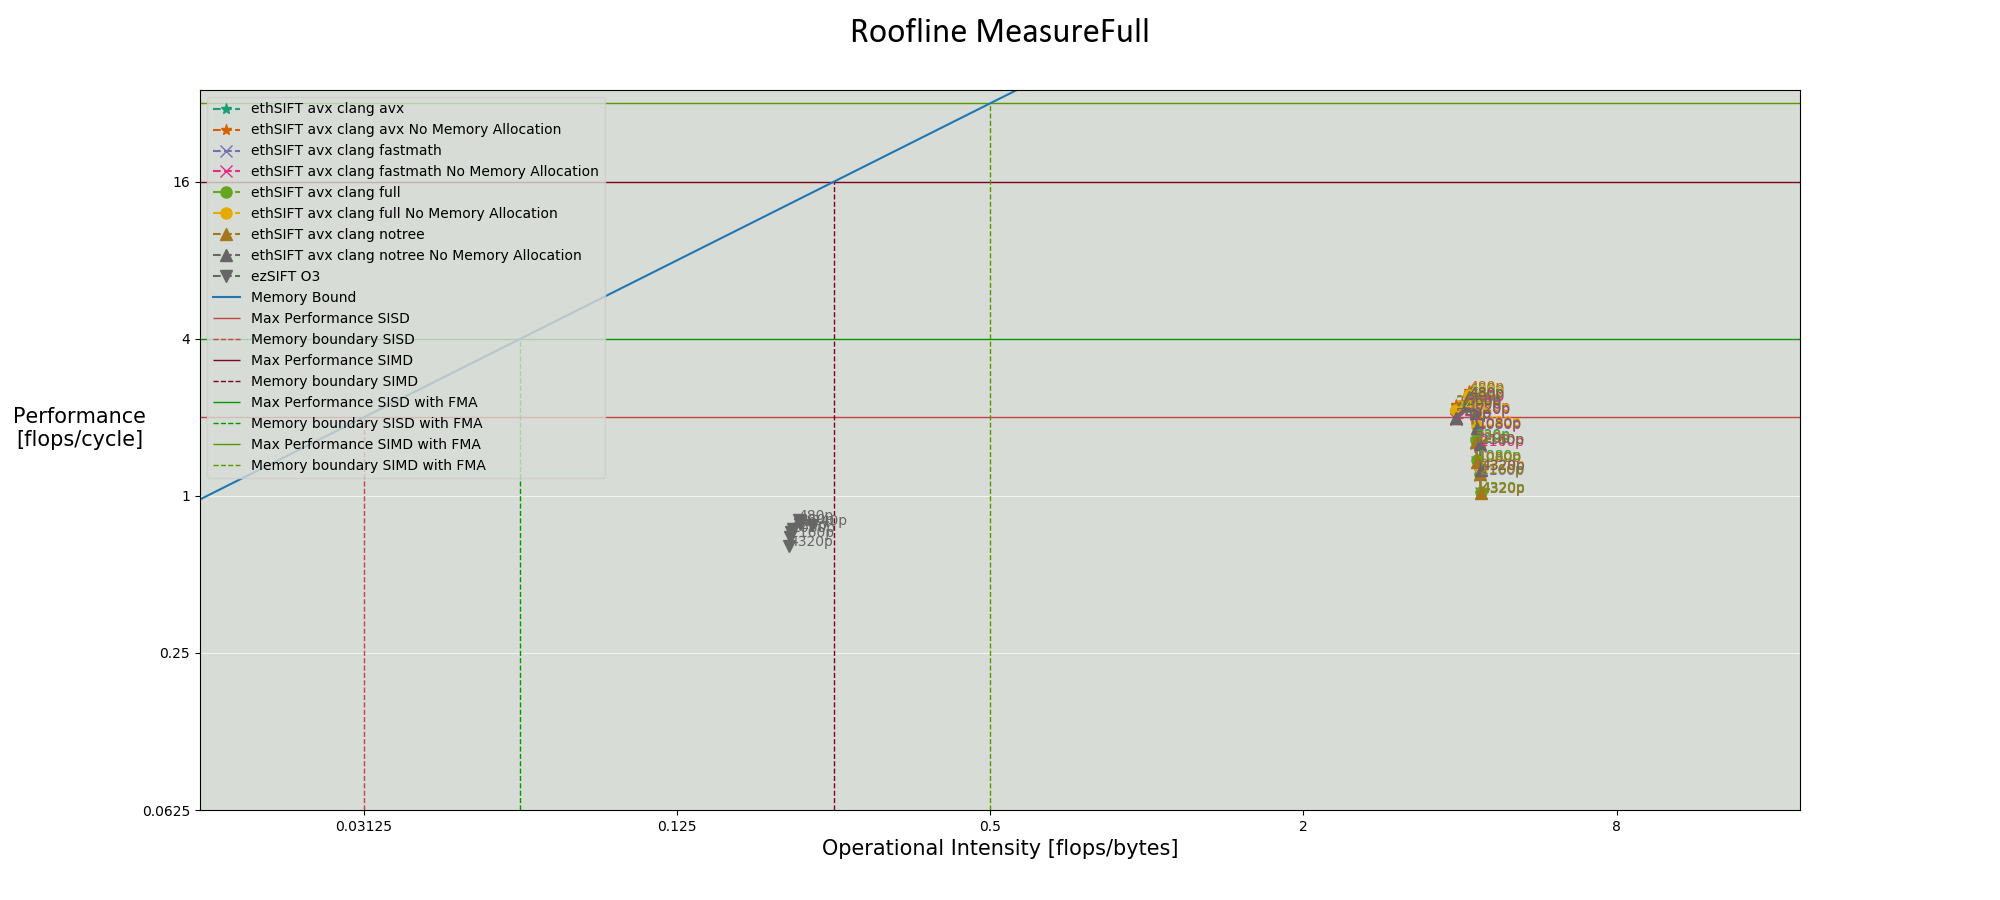 Roofline MeasureFull
ethSIFT avx clang avx
ethSIFT avx clang avx No Memory Allocation
ethSIFT avx clang fastmath
ethSIFT avx clang fastmath No Memory Allocation
ethSIFT avx clang full
ethSIFT avx clang full No Memory Allocation
ethSIFT avx clang notree
ethSIFT avx clang notree No Memory Allocation
ezSIFT O3
Memory Bound
Max Performance SISD
Memory boundary SISD
Max Performance SIMD
Memory boundary SIMD
Max Performance SISD with FMA
Memory boundary SISD with FMA
Max Performance SIMD with FMA
Memory boundary SIMD with FMA
16
4
1
0.25
0.0625
Performance
[flops/cycle]
480p
1080p
2160p
4320p
2160p
4320p
480p
2160p
4320p
0.03125
0.125
0.5
2
8
Operational Intensity [flops/bytes]